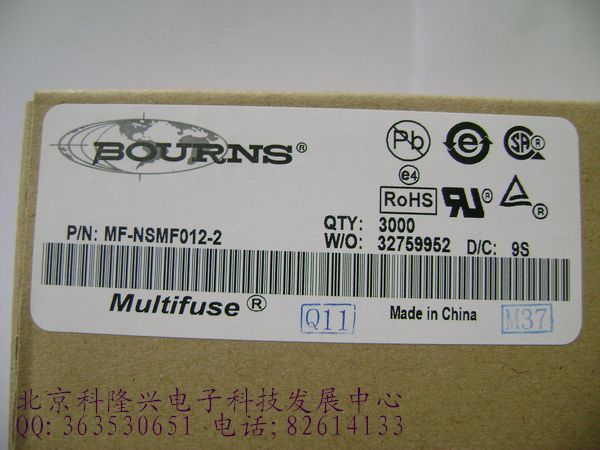 BOURNS®
Pb
e
SA®
e4
RoHS
®
®
QTY: 3000
P/N: MF-NSMF012-2
W/O: 32759952 D/C: 9S
Multifuse®
Q11
Made in China
M37
北京科隆兴电子科技发展中心
QQ:363530651 电话;82614133